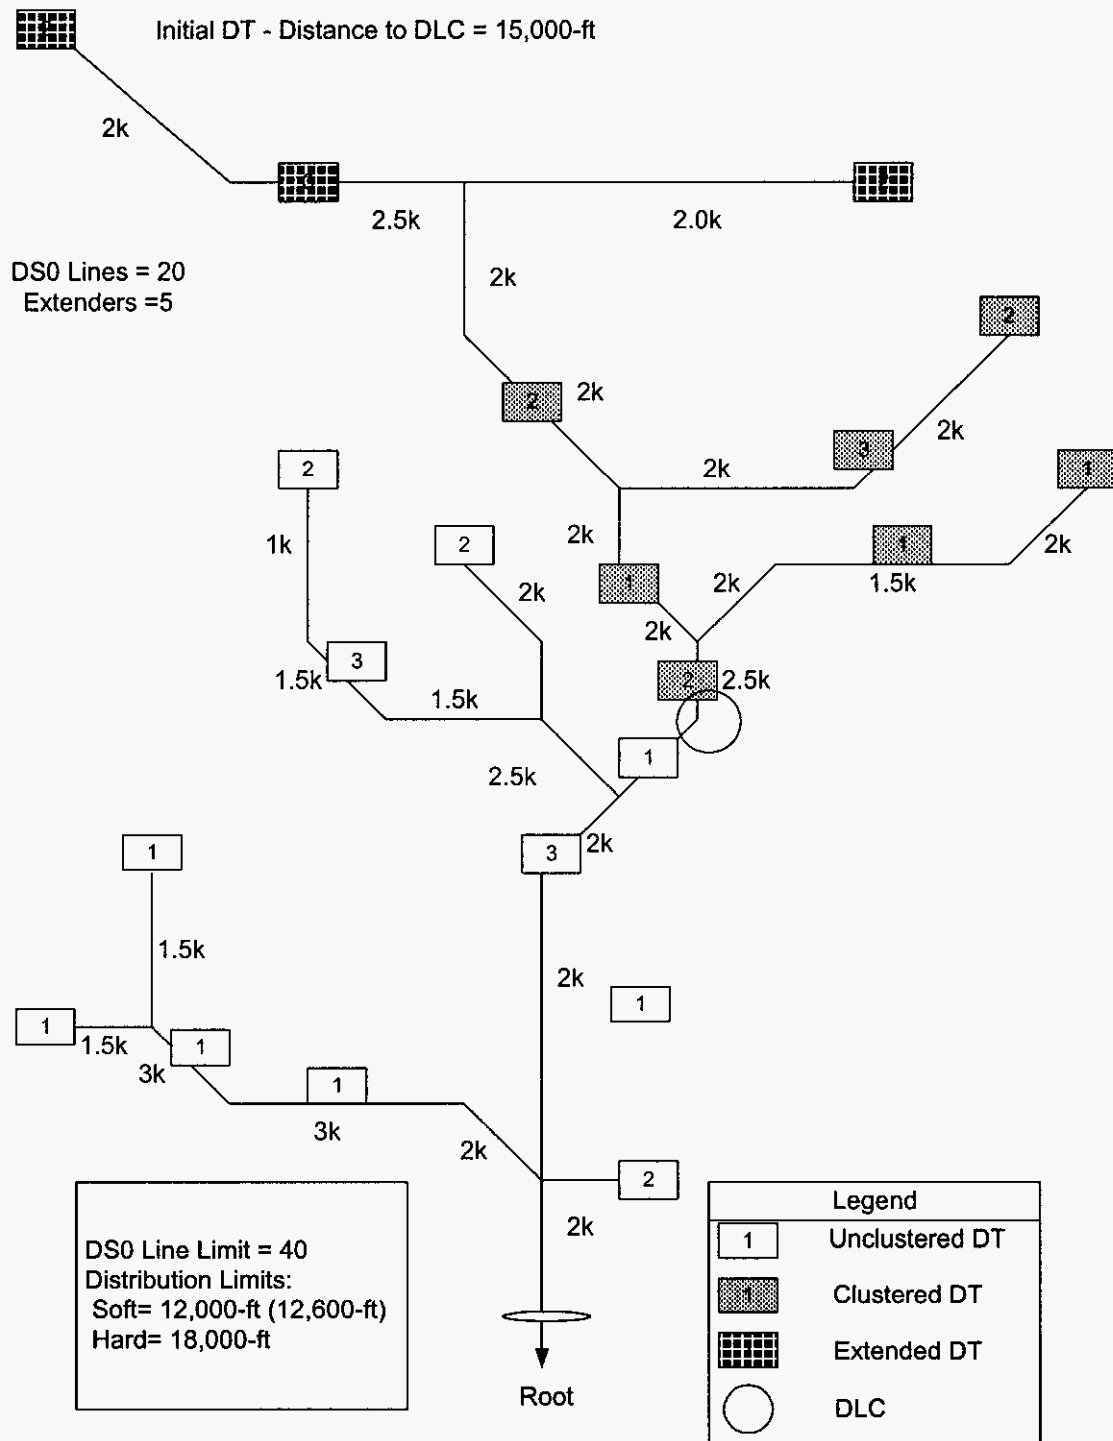 Initial DT - Distance to DLC = 15,000-ft
2k
2.5k
2.0k
DS0 Lines = 20
Extenders =5
2k
2
2
2k
3
2k
2k
1
2
2k
1k
2
2k
1
2k
1
2k
2k
1.5k
2k
3
1.5k
1.5k
2
2.5k
1
2.5k
3
2k
1
1.5k
2k
1
1
1.5k
1
3k
1
3k
2k
2
2k
DS0 Line Limit = 40
Distribution Limits:
Soft= 12,000-ft (12,600-ft)
Hard= 18,000-ft
Root
Legend
1 Unclustered DT
1 Clustered DT
Extended DT
DLC